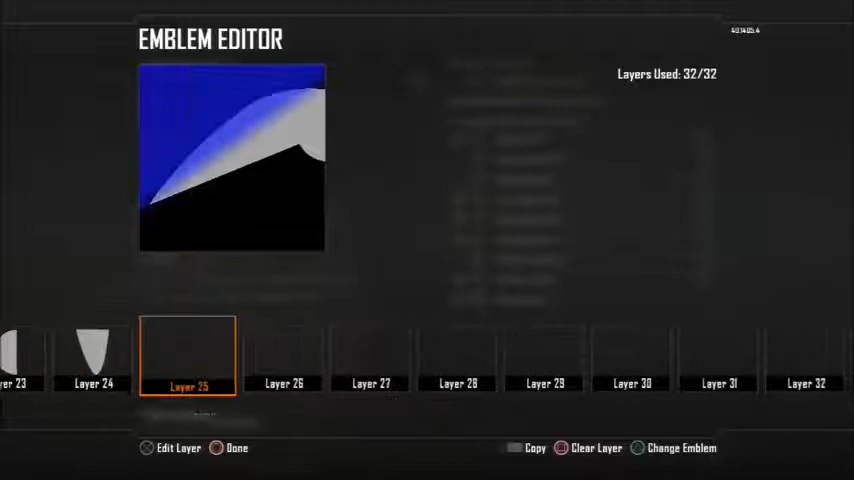 EMBLEM EDITOR
Layers Used: 32/32
yer 23
Layer 24
Layer 25
Layer 26
Layer 27
Layer 28
Layer 29
Layer 30
Layer 31
Layer 32
Edit Layer
Done
Copy
Clear Layer
Change Emblem